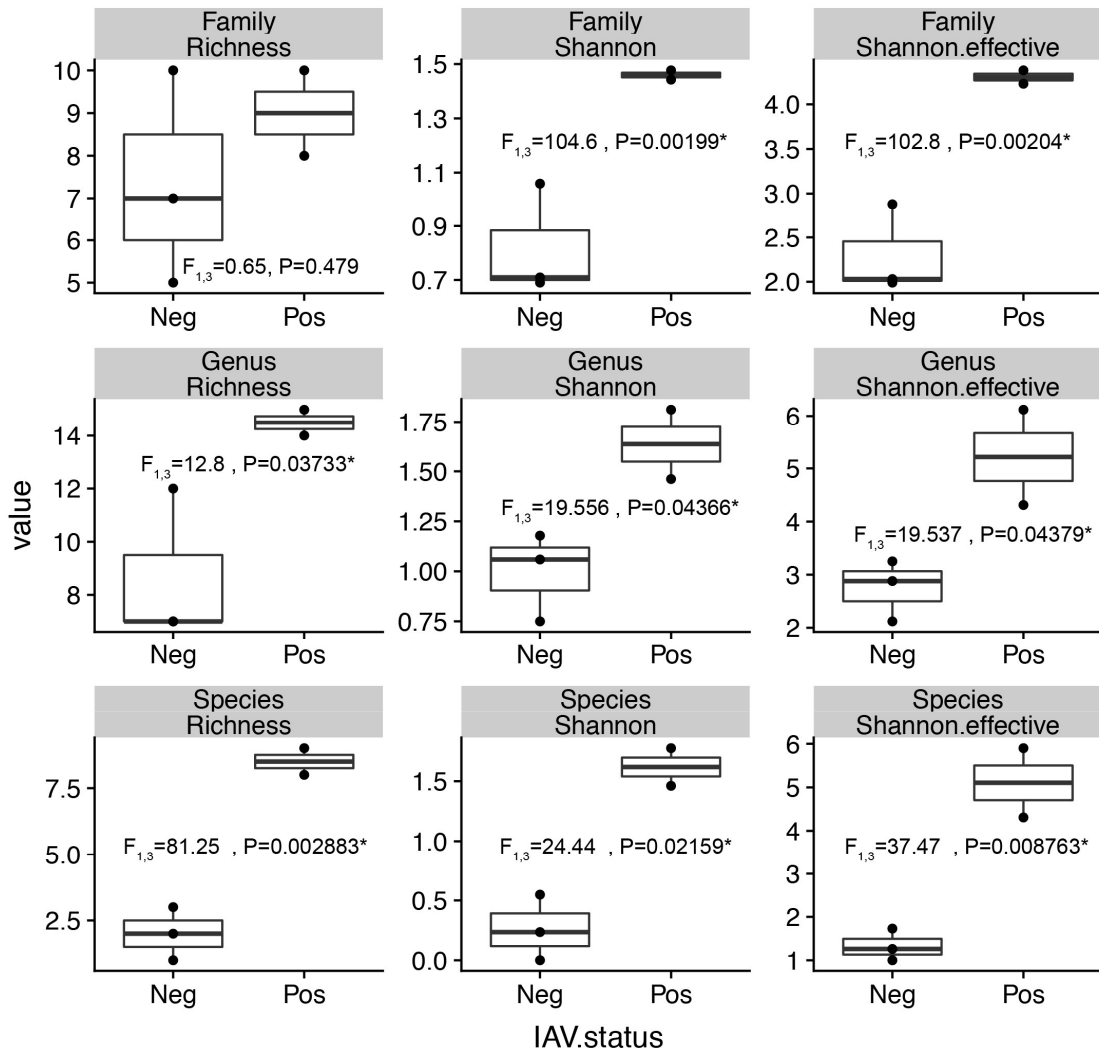 Family
Richness
Family
Shannon
Family
Shannon.effective
10
9
8
7
6
5
F1,3=0.65, P=0.479
Neg
Pos
1.5
1.3
1.1
0.9
0.7
F1,3=104.6 , P=0.00199*
Neg
Pos
4.0
3.5
3.0
2.5
2.0
F1,3=102.8 , P=0.00204*
Neg
Pos
Genus
Richness
Genus
Shannon
Genus
Shannon.effective
value
14
12
10
8
F1,3=12.8 , P=0.03733*
Neg
Pos
1.75
1.50
1.25
1.00
0.75
F1,3=19.556 , P=0.04366*
Neg
Pos
6
5
4
3
2
F1,3=19.537 , P=0.04379*
Neg
Pos
Species
Richness
Species
Shannon
Species
Shannon.effective
7.5
5.0
2.5
F1,3=81.25 , P=0.002883*
Neg
Pos
1.5
1.0
0.5
0.0
F1,3=24.44 , P=0.02159*
Neg
Pos
6
5
4
3
2
1
F1,3=37.47 , P=0.008763*
Neg
Pos
IAV.status